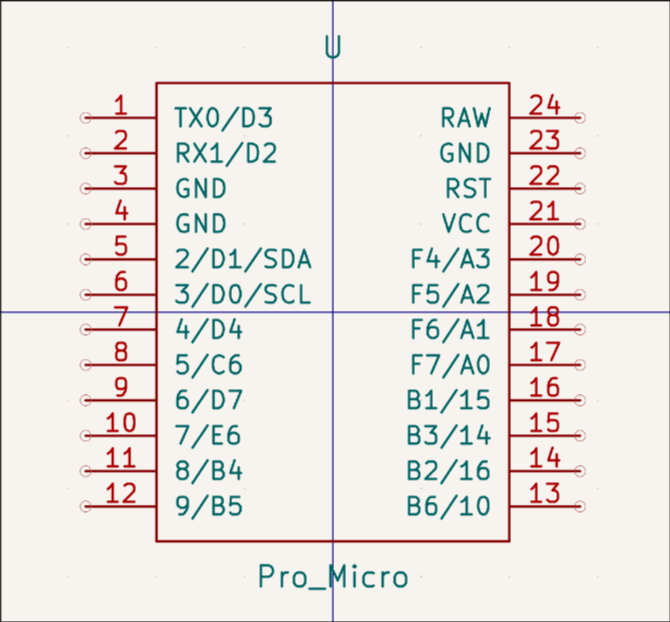 U
1 TX0/D3 RAW 24
2 RX1/D2 GND 23
3 GND RST 22
4 GND VCC 21
5 2/D1/SDA F4/A3 20
6 3/D0/SCL F5/A2 19
7 4/D4 F6/A1 18
8 5/C6 F7/A0 17
9 6/D7 B1/15 16
10 7/E6 B3/14 15
11 8/B4 B2/16 14
12 9/B5 B6/10 13
Pro_Micro